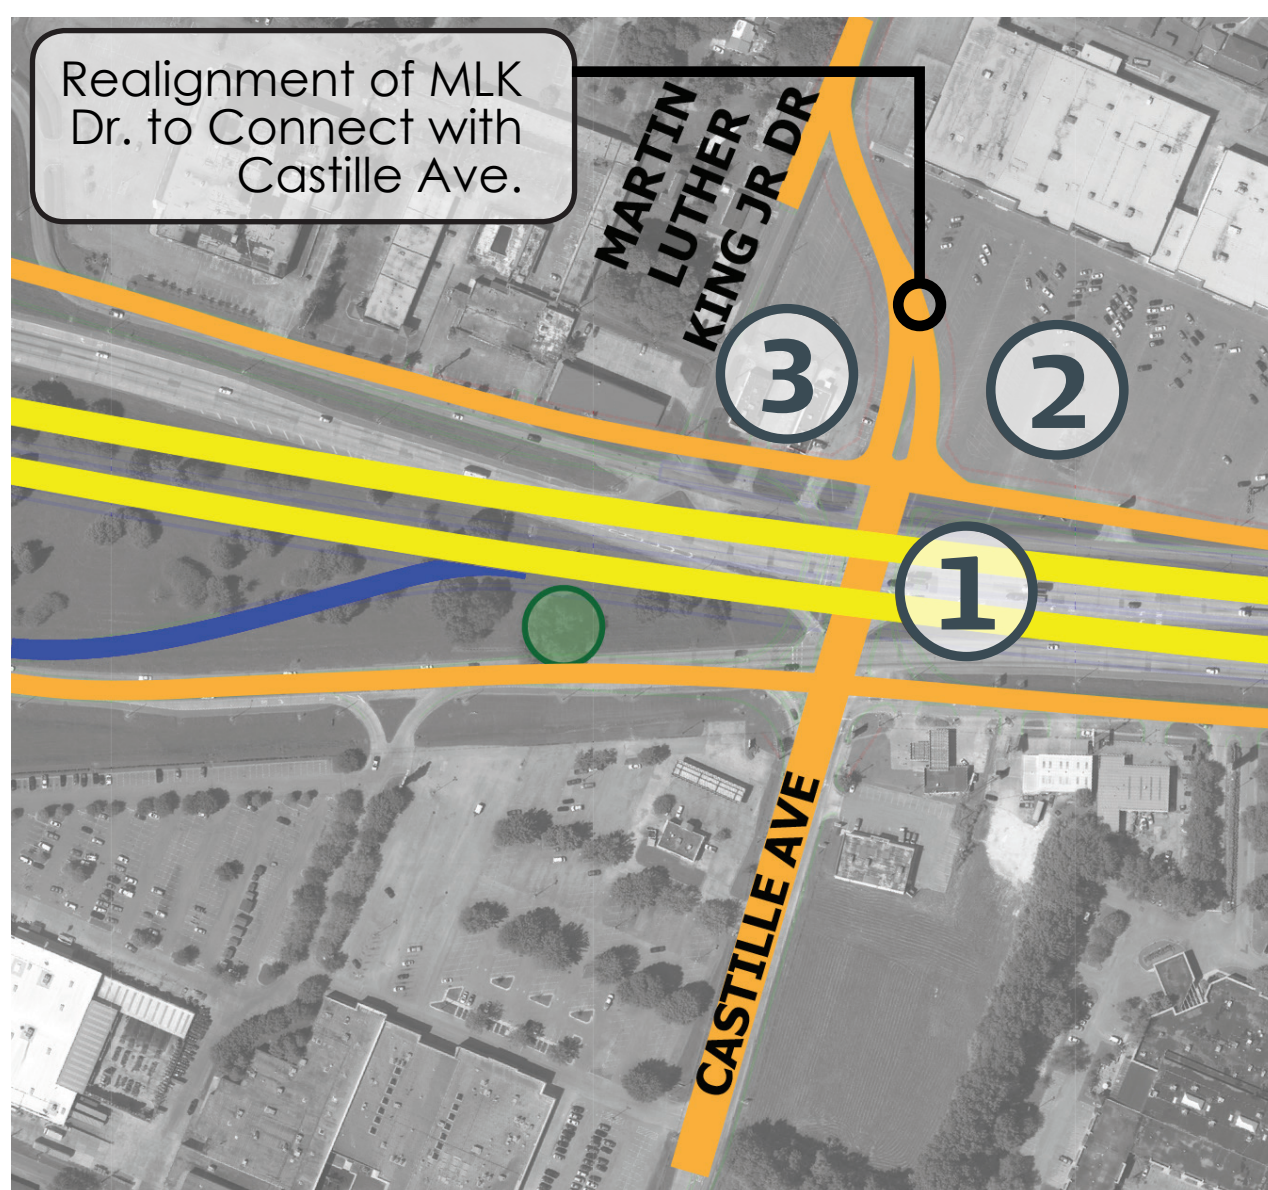 Realignment of MLK
Dr. to Connect with
Castille Ave.
MARTIN
LUTHER
KING JR DR
3
2
1
CASTILLE AVE